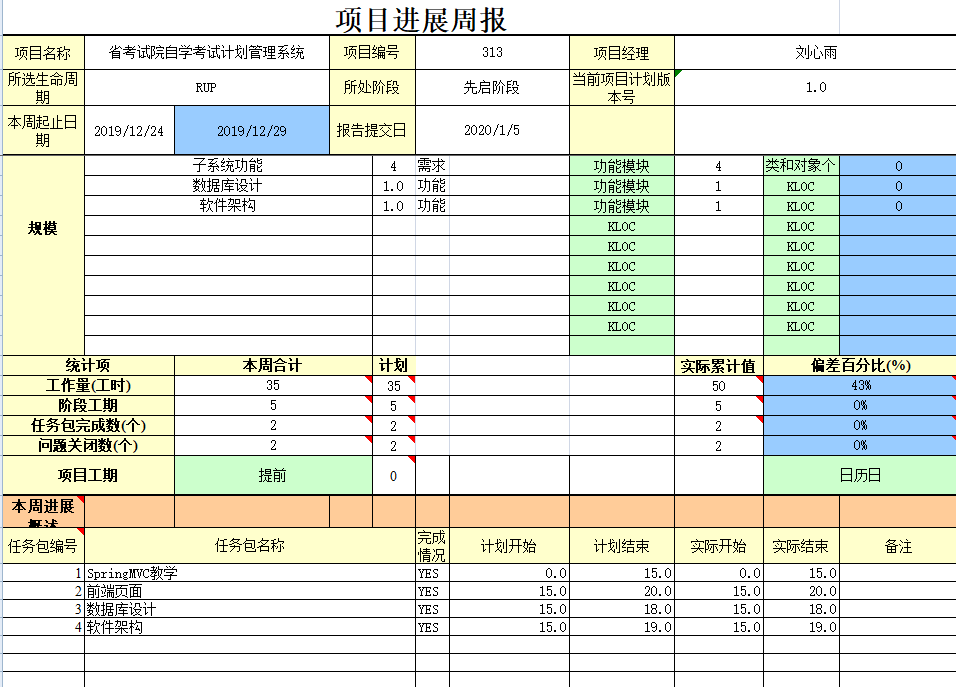 项目进展周报
项目名称 省考试院自学考试计划管理系统 项目编号 313 项目经理 刘心雨
所选生命周期 RUP 所处阶段 先启阶段 当前项目计划版本号 1.0
本周起止日期 2019/12/24 2019/12/29 报告提交日 2020/1/5
规模
子系统功能 4 需求 功能模块 4 类和对象个 0
数据库设计 1.0 功能 功能模块 1 KLOC 0
软件架构 1.0 功能 功能模块 1 KLOC 0
KLOC KLOC
KLOC KLOC
KLOC KLOC
KLOC KLOC
KLOC KLOC
KLOC KLOC
统计项 本周合计 计划 实际累计值 偏差百分比(%)
工作量(工时) 35 35 50 43%
阶段工期 5 5 5 0%
任务包完成数(个) 2 2 2 0%
问题关闭数(个) 2 2 2 0%
项目工期 提前 0 日历日
本周进展概述
任务包编号 任务包名称 完成情况 计划开始 计划结束 实际开始 实际结束 备注
1 SpringMVC教学 YES 0.0 15.0 0.0 15.0
2 前端页面 YES 15.0 20.0 15.0 20.0
3 数据库设计 YES 15.0 18.0 15.0 18.0
4 软件架构 YES 15.0 19.0 15.0 19.0